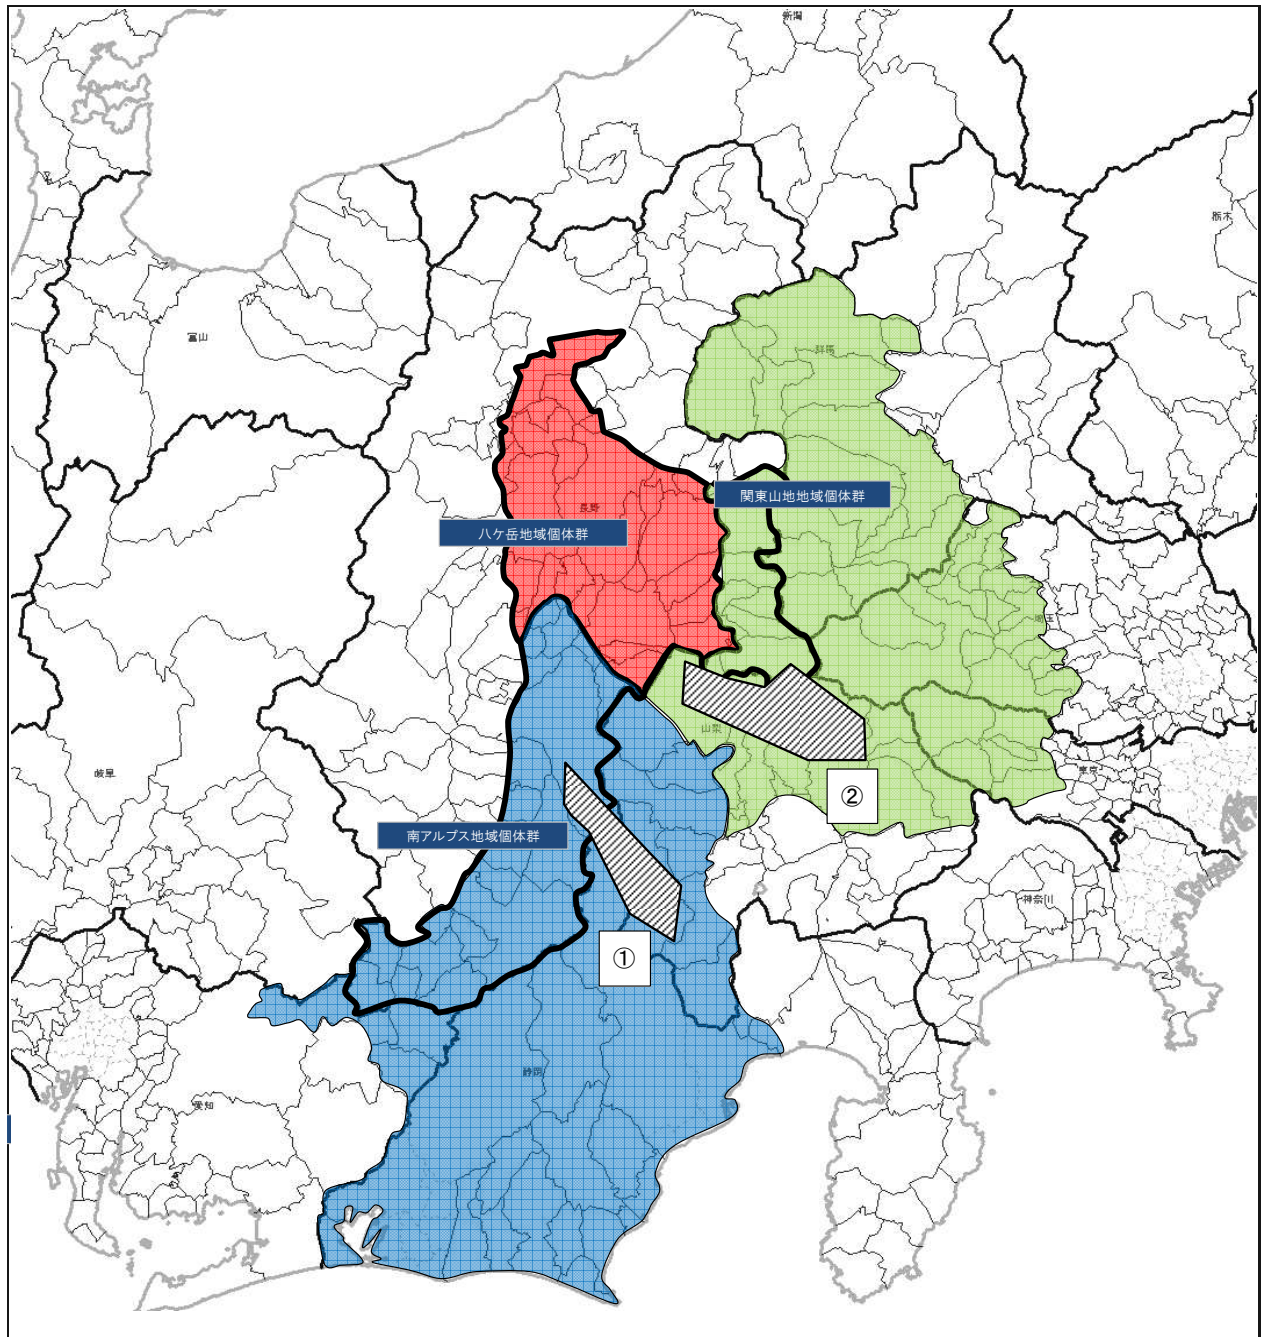 新潟
栃木
富山
群馬
関東山地地域個体群
長野
八ケ岳地域個体群
埼玉
山梨
東京
岐阜
②
南アルプス地域個体群
神奈川
①
静岡
愛知